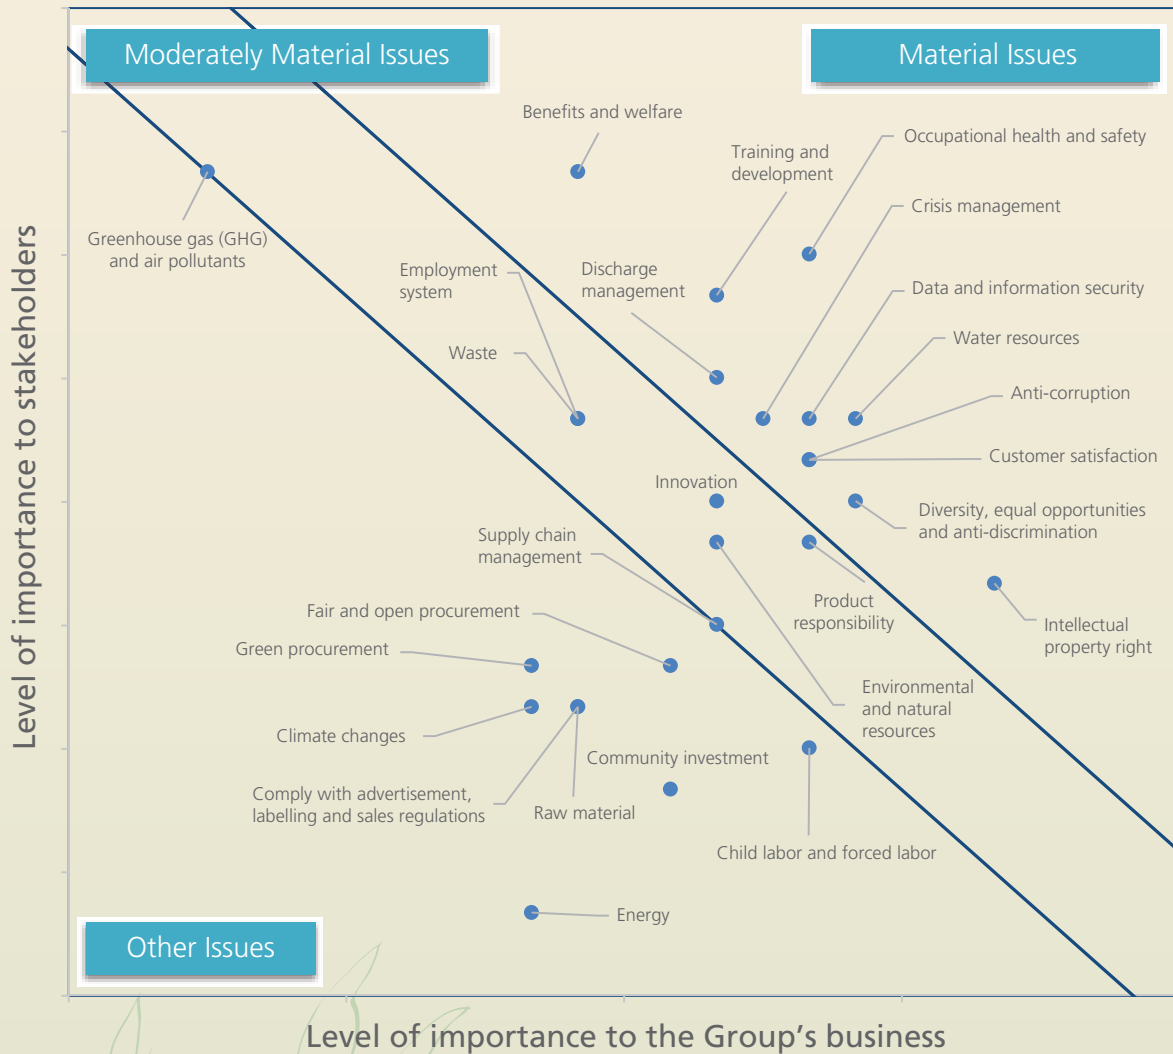 Moderately Material Issues
Material Issues
Benefits and welfare
Training and
development
Occupational health and safety
Crisis management
Greenhouse gas (GHG)
and air pollutants
Employment
system
Discharge
management
Data and information security
Waste
Water resources
Anti-corruption
Customer satisfaction
Innovation
Diversity, equal opportunities
and anti-discrimination
Supply chain
management
Product
responsibility
Fair and open procurement
Intellectual
property right
Green procurement
Environmental
and natural
resources
Climate changes
Community investment
Comply with advertisement,
labelling and sales regulations
Raw material
Child labor and forced labor
Energy
Other Issues
Level of importance to stakeholders
Level of importance to the Group’s business